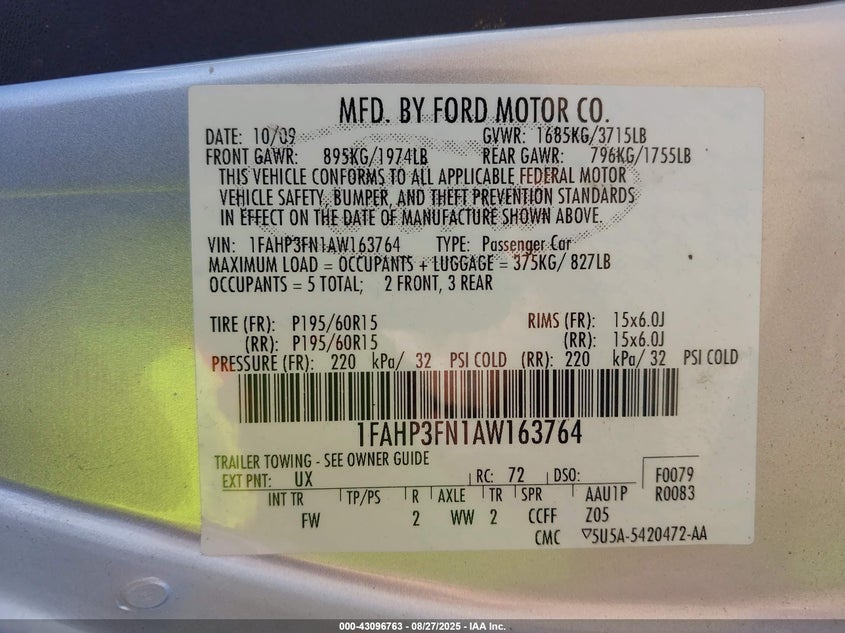 MFD. BY FORD MOTOR CO.
DATE: 10/09 GVWR: 1685KG/3715LB
FRONT GAWR: 895KG/1974LB REAR GAWR: 796KG/1755LB
THIS VEHICLE CONFORMS TO ALL APPLICABLE FEDERAL MOTOR
VEHICLE SAFETY, BUMPER, AND THEFT PREVENTION STANDARDS
IN EFFECT ON THE DATE OF MANUFACTURE SHOWN ABOVE.
VIN: 1FAHP3FN1AW163764 TYPE: Passenger Car
MAXIMUM LOAD = OCCUPANTS + LUGGAGE = 375KG/ 827LB
OCCUPANTS = 5 TOTAL; 2 FRONT, 3 REAR
TIRE (FR): P195/60R15 RIMS (FR): 15x6.0J
(RR): P195/60R15 (RR): 15x6.0J
PRESSURE (FR): 220 kPa/ 32 PSI COLD (RR): 220 kPa/ 32 PSI COLD
1FAHP3FN1AW163764
TRAILER TOWING - SEE OWNER GUIDE
EXT PNT: UX RC: 72 DSO: F0079
INT TR TP/PS R AXLE TR SPR AAU1P R0083
FW 2 WW 2 CCFF Z05
CMC ▽5U5A-5420472-AA
000-43096763 - 08/27/2025 - IAA Inc.